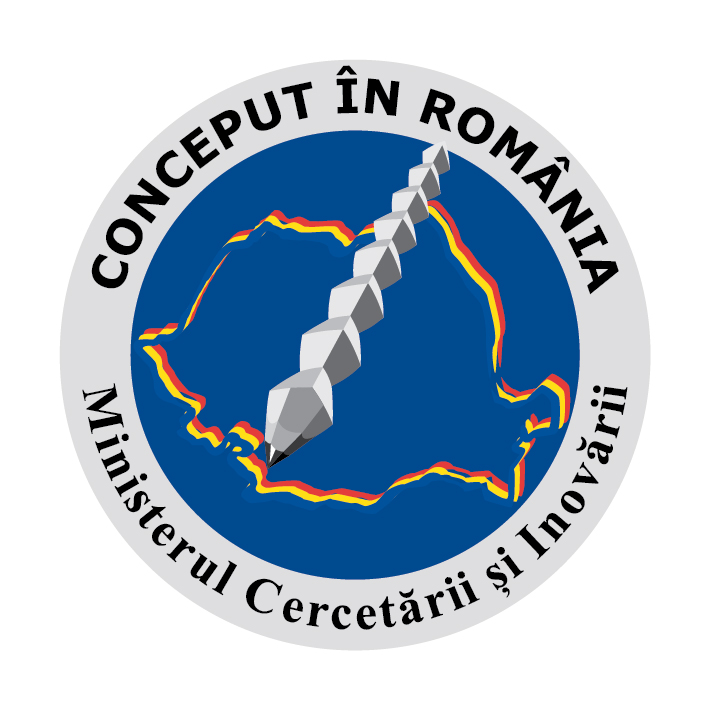 CONCEPUT ÎN ROMÂNIA
Ministerul Cercetării şi Inovării